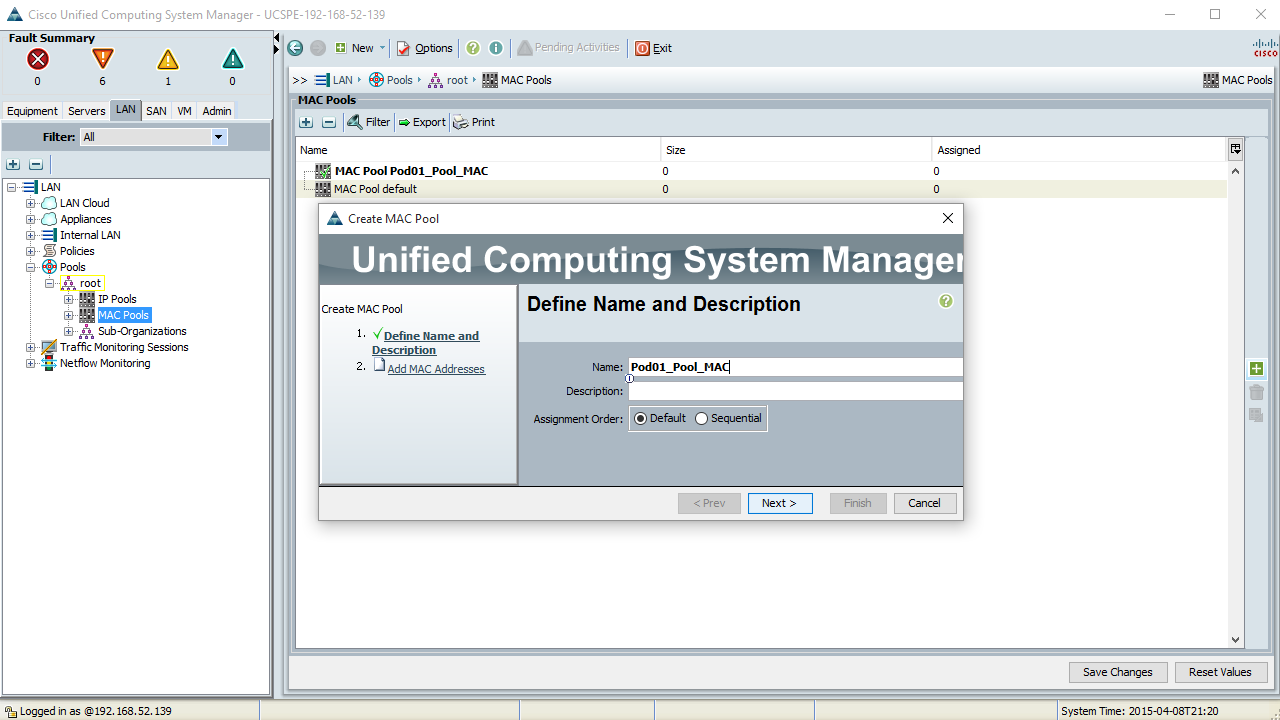 Cisco Unified Computing System Manager - UCSPE-192-168-52-139
Fault Summary
0 6 1 0
Equipment Servers LAN SAN VM Admin
Filter: All
LAN
LAN Cloud
Appliances
Internal LAN
Policies
Pools
root
IP Pools
MAC Pools
Sub-Organizations
Traffic Monitoring Sessions
Netflow Monitoring
New Options ? i Pending Activities Exit
CISCO
>> LAN Pools root MAC Pools MAC Pools
MAC Pools
Filter Export Print
Name Size Assigned
MAC Pool Pod01_Pool_MAC 0 0
MAC Pool default 0 0
Create MAC Pool
Unified Computing System Manager
Create MAC Pool
1. Define Name and
Description
2. Add MAC Addresses
Define Name and Description ?
Name: Pod01_Pool_MAC
Description:
Assignment Order: Default Sequential
< Prev Next > Finish Cancel
Save Changes Reset Values
Logged in as @192.168.52.139 System Time: 2015-04-08T21:20